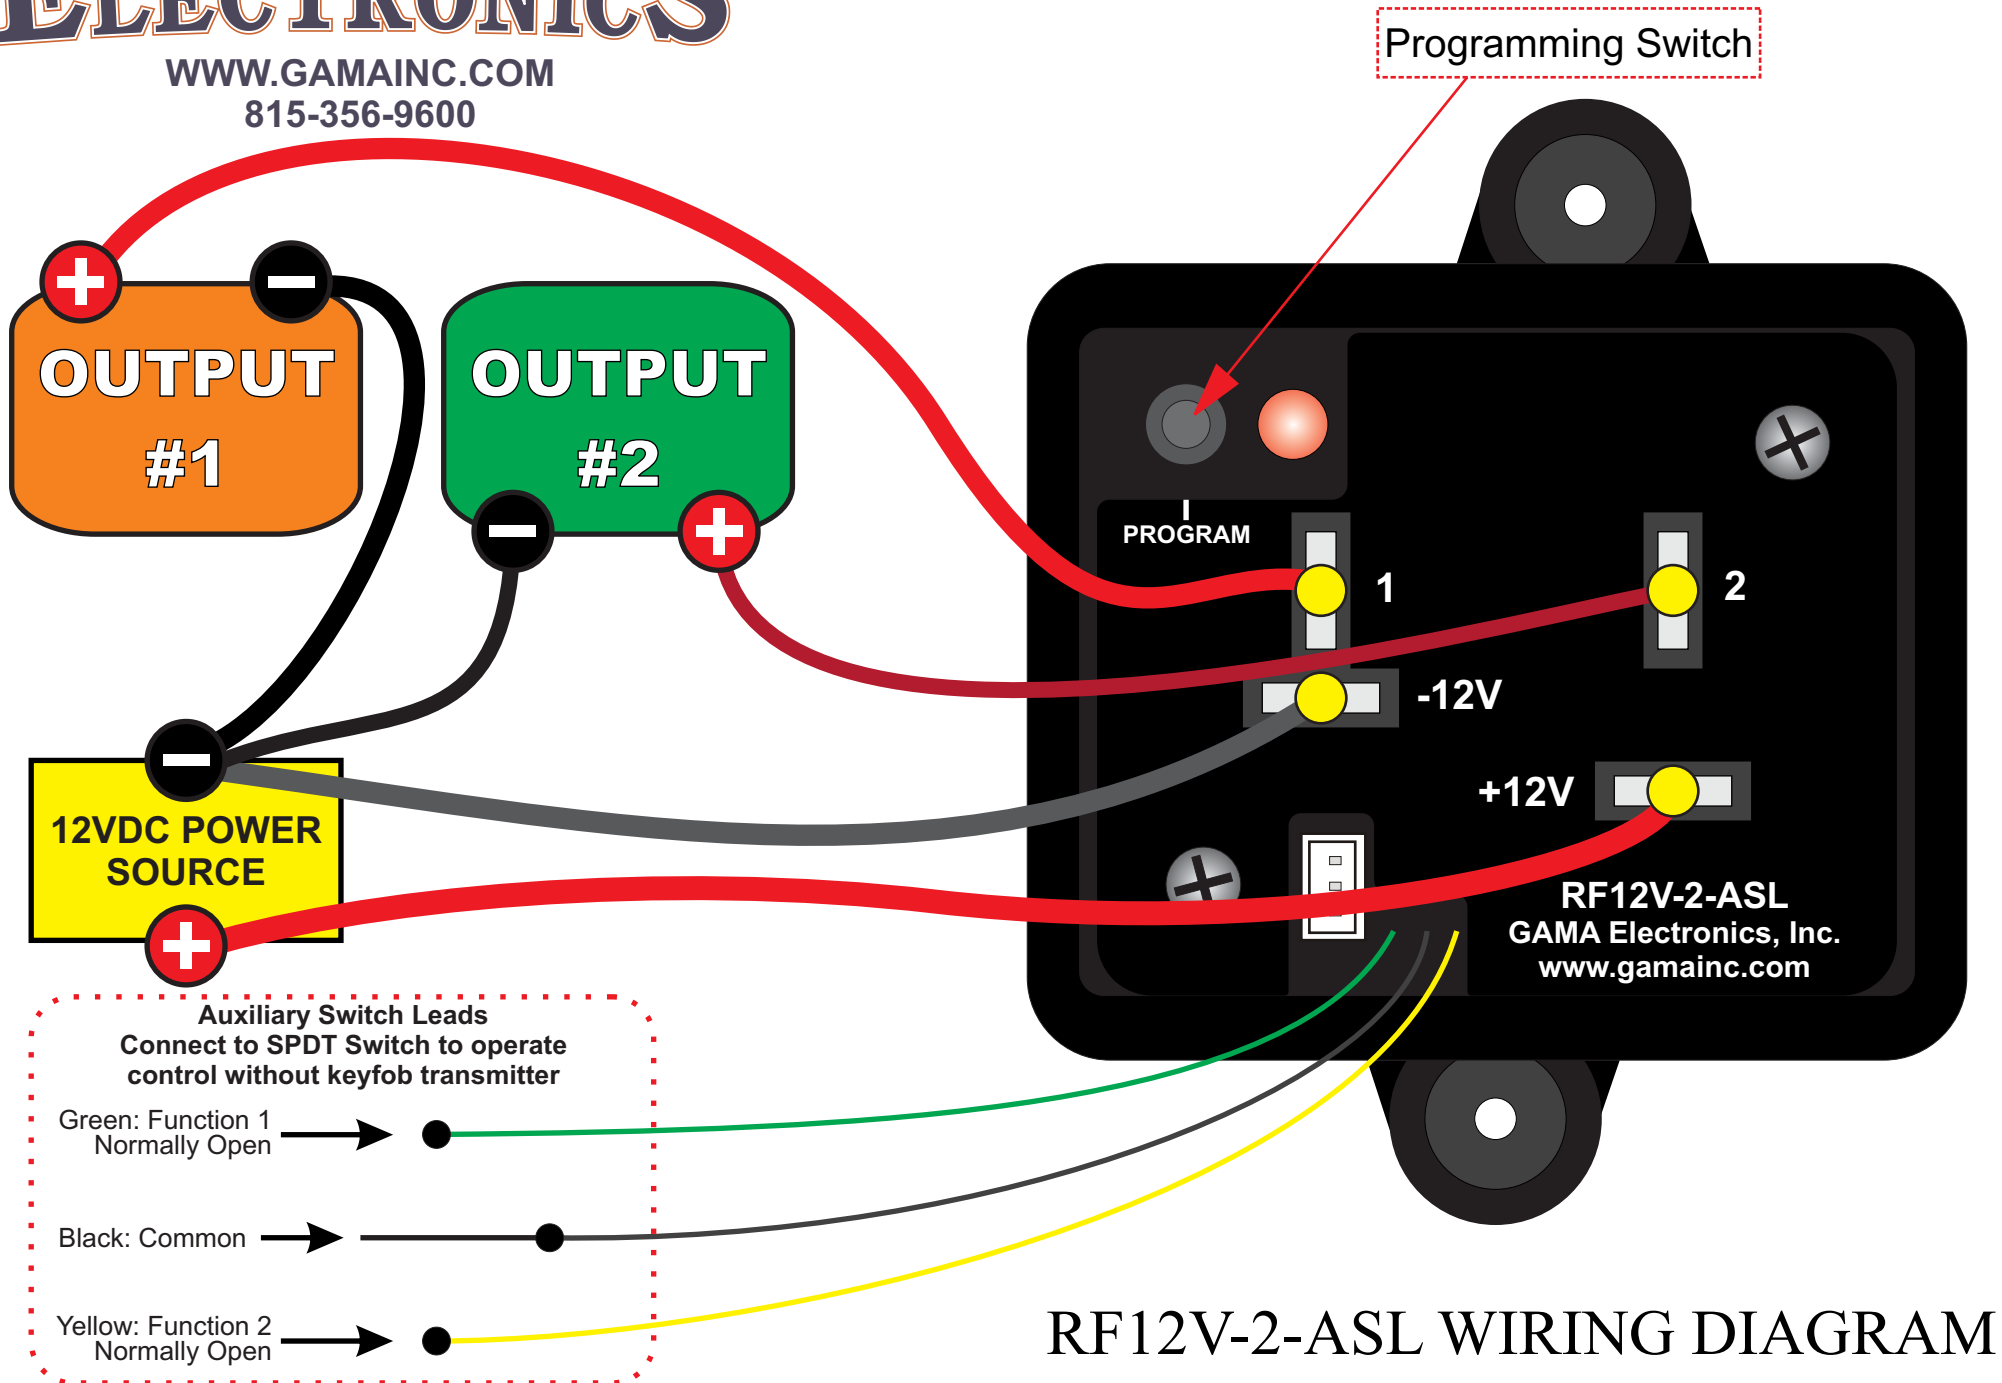 ELECTRONICS
WWW.GAMAINC.COM
815-356-9600
Programming Switch
OUTPUT
#1
OUTPUT
#2
PROGRAM
1
2
-12V
+12V
12VDC POWER
SOURCE
RF12V-2-ASL
GAMA Electronics, Inc.
www.gamainc.com
Auxiliary Switch Leads
Connect to SPDT Switch to operate
control without keyfob transmitter
Green: Function 1
Normally Open
Black: Common
Yellow: Function 2
Normally Open
RF12V-2-ASL WIRING DIAGRAM